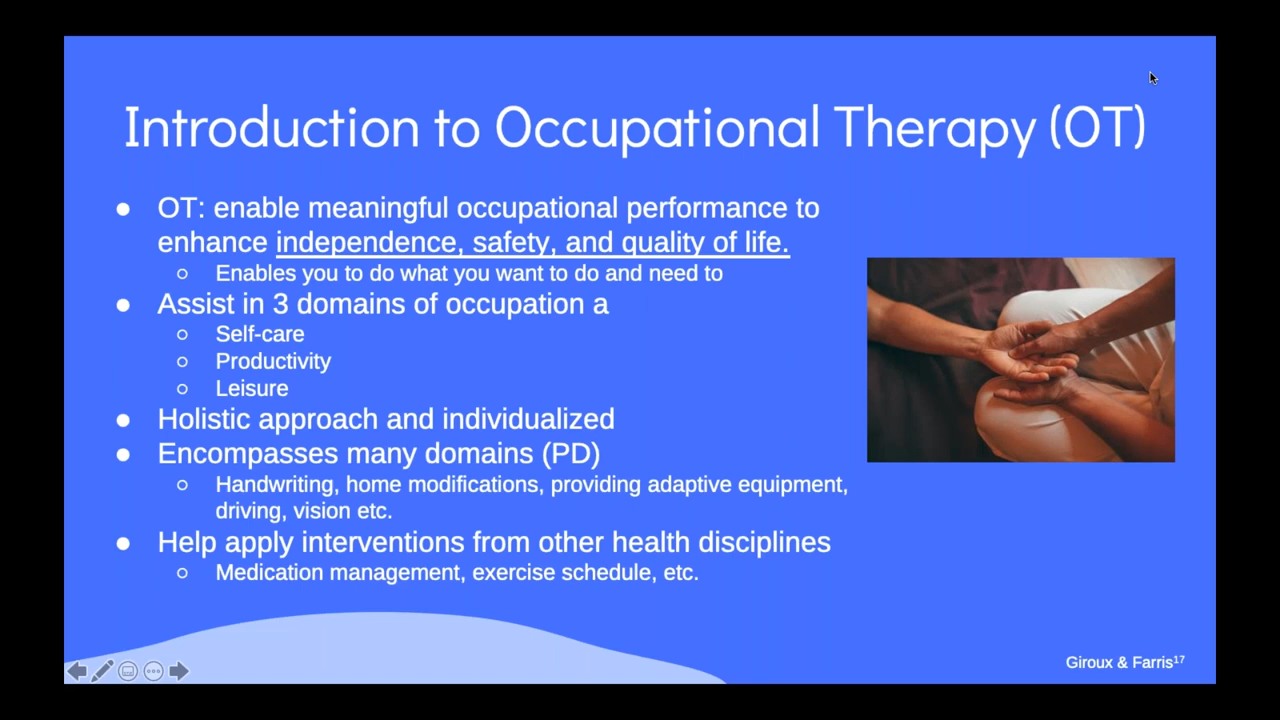 Introduction to Occupational Therapy (OT)
● OT: enable meaningful occupational performance to
enhance independence, safety, and quality of life.
○ Enables you to do what you want to do and need to
● Assist in 3 domains of occupation a
○ Self-care
○ Productivity
○ Leisure
● Holistic approach and individualized
● Encompasses many domains (PD)
○ Handwriting, home modifications, providing adaptive equipment,
driving, vision etc.
● Help apply interventions from other health disciplines
○ Medication management, exercise schedule, etc.
Giroux & Farris¹⁷